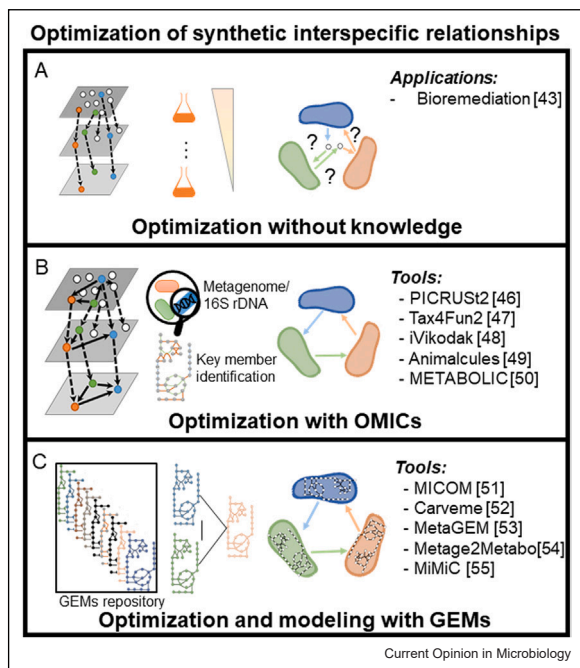 Optimization of synthetic interspecific relationships
A
Applications:
- Bioremediation[43]
?
?
?
⋮
Optimization without knowledge
B
Metagenome/
16S rDNA
Key member
identification
Tools:
- PICRUSt2 [46]
- Tax4Fun2 [47]
- iVikodak [48]
- Animalcules [49]
- METABOLIC [50]
Optimization with OMICs
C
GEMs repository
Tools:
- MICOM [51]
- Carveme [52]
- MetaGEM [53]
- Metage2Metabo[54]
- MiMiC [55]
Optimization and modeling with GEMs
Current Opinion in Microbiology